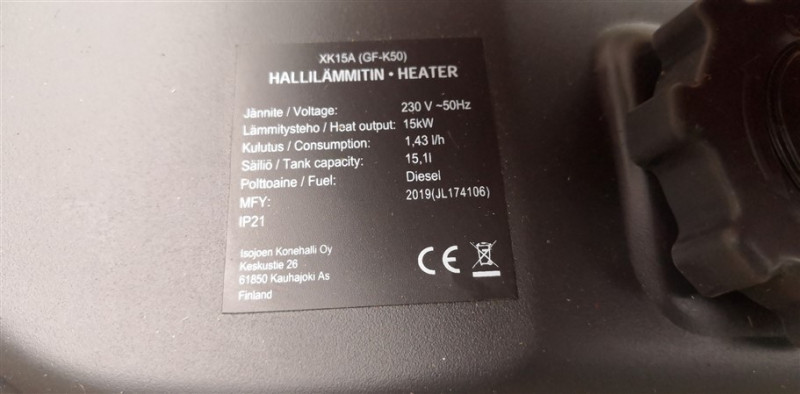 XK15A (GF-K50)
HALLILÄMMITIN • HEATER
Jännite / Voltage: 230 V ~50Hz
Lämmitysteho / Heat output: 15kW
Kulutus / Consumption: 1,43 l/h
Säiliö / Tank capacity: 15,1l
Polttoaine / Fuel: Diesel
MFY: 2019(JL174106)
IP21
Isojoen Konehalli Oy
Keskustie 26
61850 Kauhajoki As
Finland
CE